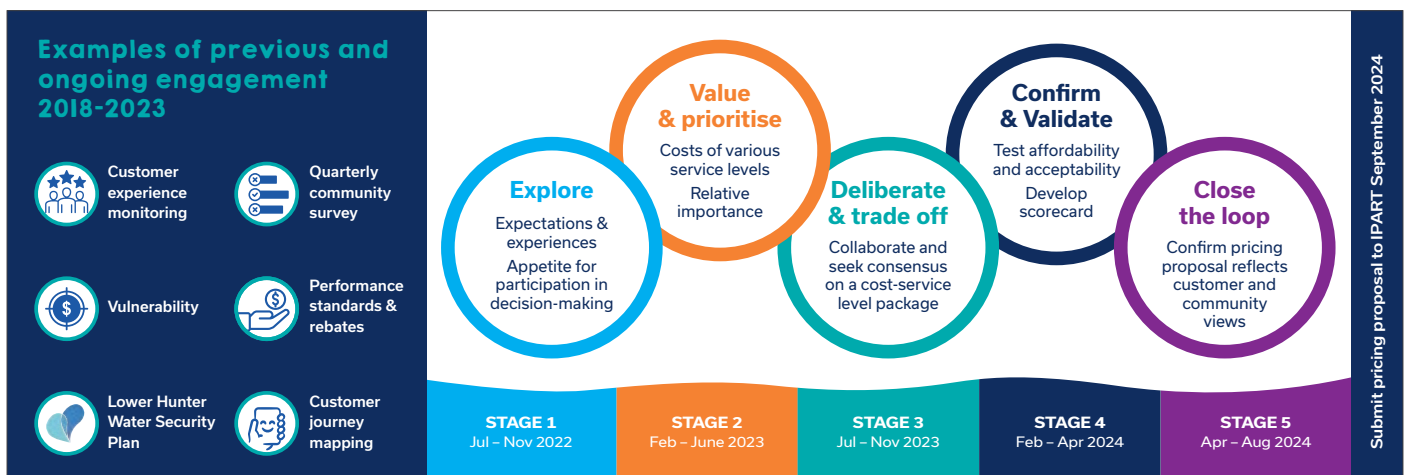 Examples of previous and
ongoing engagement
2018-2023
Customer
experience
monitoring
Quarterly
community
survey
Vulnerability
Performance
standards &
rebates
Lower Hunter
Water Security
Plan
Customer
journey
mapping
Explore
Expectations &
experiences
Appetite for
participation in
decision-making
Value
& prioritise
Costs of various
service levels
Relative
importance
Deliberate
& trade off
Collaborate and
seek consensus
on a cost-service
level package
Confirm
& Validate
Test affordability
and acceptability
Develop
scorecard
Close
the loop
Confirm pricing
proposal reflects
customer and
community
views
STAGE 1
Jul – Nov 2022
STAGE 2
Feb – June 2023
STAGE 3
Jul – Nov 2023
STAGE 4
Feb – Apr 2024
STAGE 5
Apr – Aug 2024
Submit pricing proposal to IPART September 2024